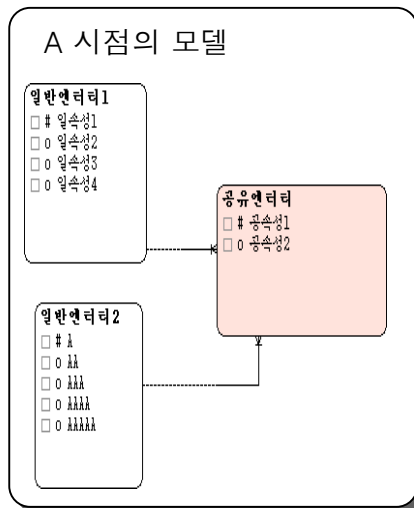 A 시점의 모델
일반엔터티1
□ # 일속성1
□ o 일속성2
□ o 일속성3
□ o 일속성4
공유엔터티
□ # 공속성1
□ o 공속성2
일반엔터티2
□ # A
□ o AA
□ o AAA
□ o AAAA
□ o AAAAA